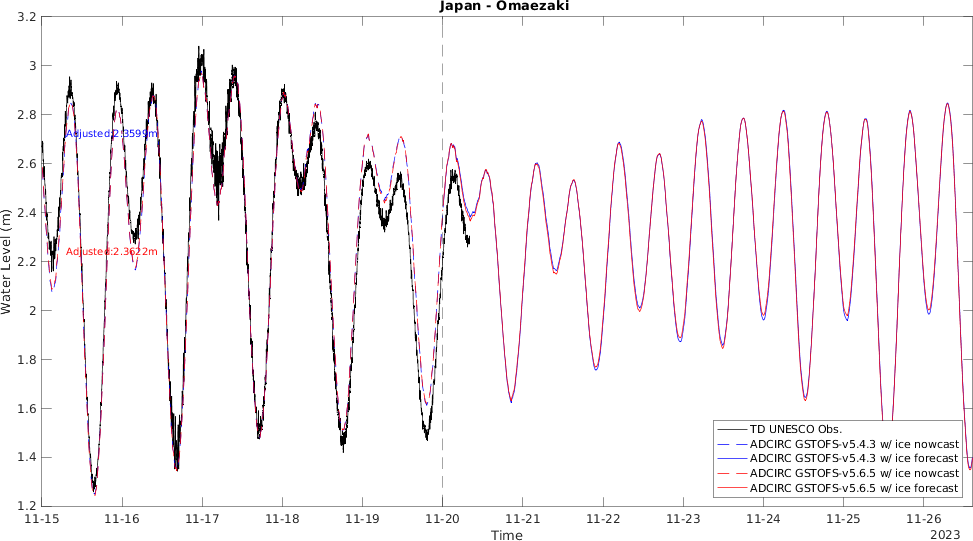 Japan - Omaezaki
3.2
3
2.8
2.6
2.4
2.2
2
1.8
1.6
1.4
1.2
Water Level (m)
Adjusted:2.3599m
Adjusted:2.3622m
TD UNESCO Obs.
ADCIRC GSTOFS-v5.4.3 w/ ice nowcast
ADCIRC GSTOFS-v5.4.3 w/ ice forecast
ADCIRC GSTOFS-v5.6.5 w/ ice nowcast
ADCIRC GSTOFS-v5.6.5 w/ ice forecast
11-15 11-16 11-17 11-18 11-19 11-20 11-21 11-22 11-23 11-24 11-25 11-26
Time
2023